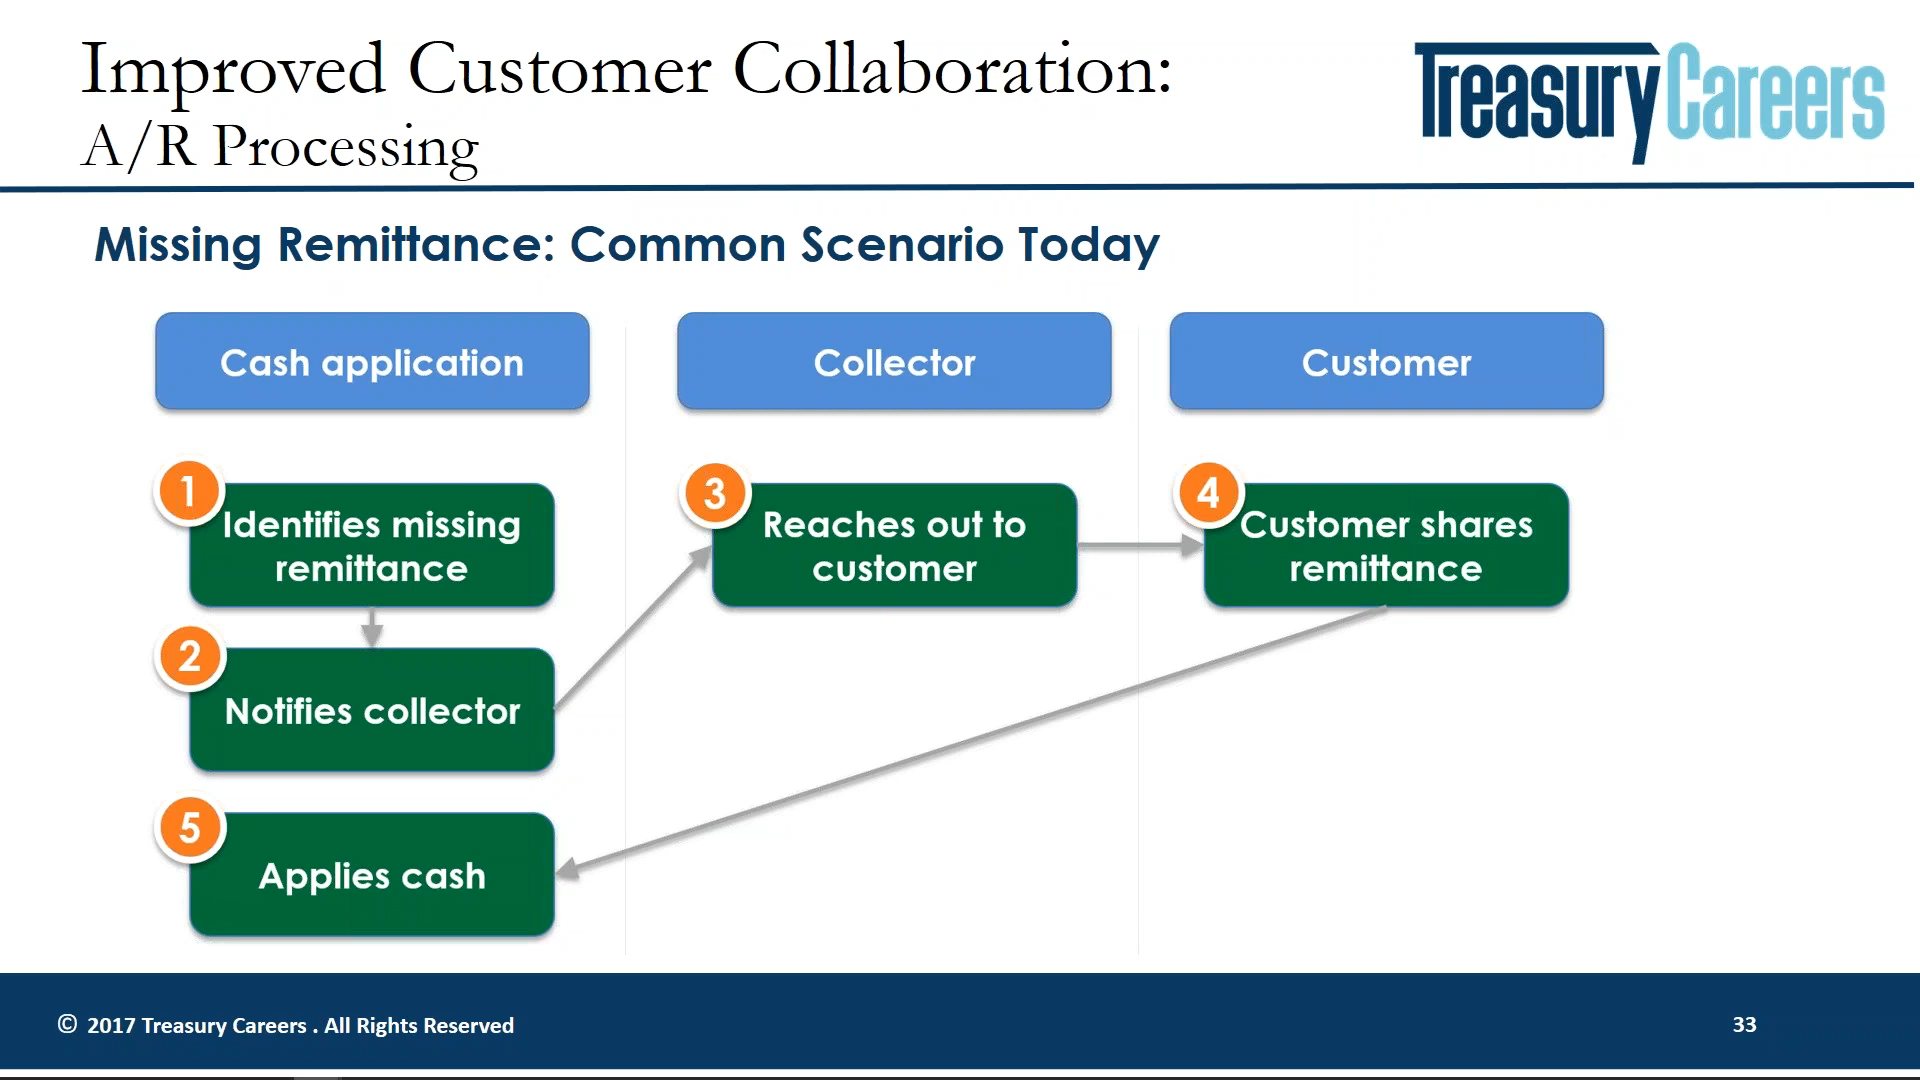 Improved Customer Collaboration:
A/R Processing
TreasuryCareers
Missing Remittance: Common Scenario Today
Cash application
Collector
Customer
1
Identifies missing
remittance
2
Notifies collector
3
Reaches out to
customer
4
Customer shares
remittance
5
Applies cash
© 2017 Treasury Careers . All Rights Reserved
33